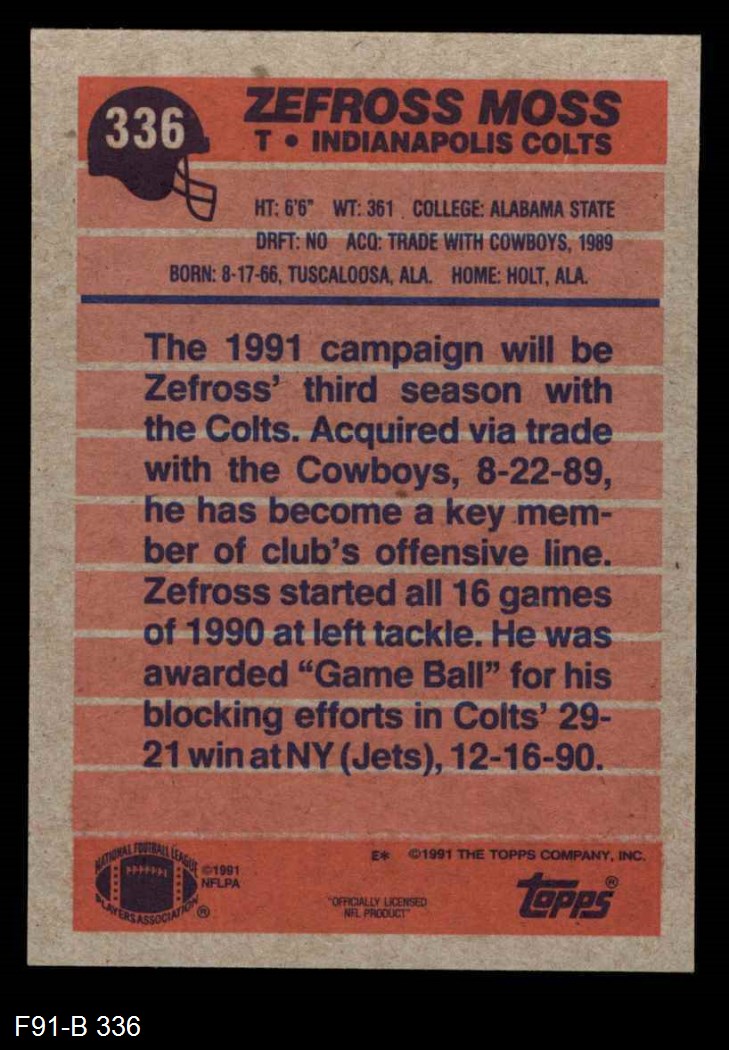 336
ZEFROSS MOSS
T • INDIANAPOLIS COLTS
HT: 6'6" WT: 361 COLLEGE: ALABAMA STATE
DRFT: NO ACQ: TRADE WITH COWBOYS, 1989
BORN: 8-17-66, TUSCALOOSA, ALA. HOME: HOLT, ALA.
The 1991 campaign will be
Zefross' third season with
the Colts. Acquired via trade
with the Cowboys, 8-22-89,
he has become a key mem-
ber of club's offensive line.
Zefross started all 16 games
of 1990 at left tackle. He was
awarded "Game Ball" for his
blocking efforts in Colts' 29-
21 win at NY (Jets), 12-16-90.
NATIONAL FOOTBALL LEAGUE
PLAYERS ASSOCIATION ®
©1991
NFLPA
E* ©1991 THE TOPPS COMPANY, INC.
"OFFICIALLY LICENSED
NFL PRODUCT"
topps®
F91-B 336